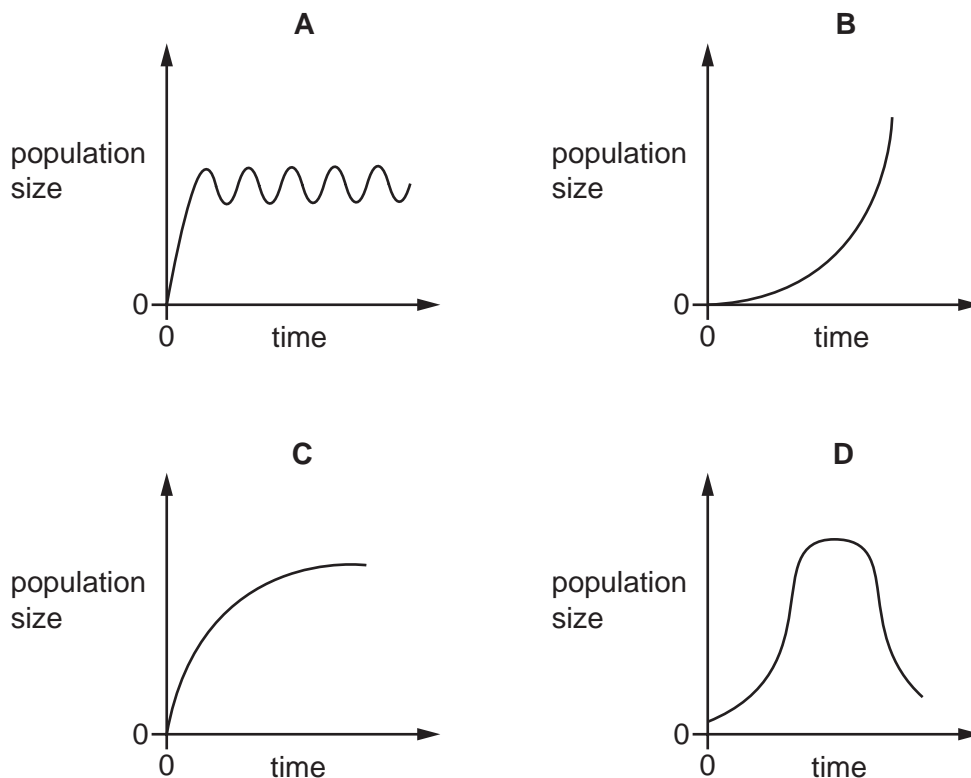 A
population
size
0
0
time
B
population
size
0
0
time
C
population
size
0
0
time
D
population
size
0
0
time